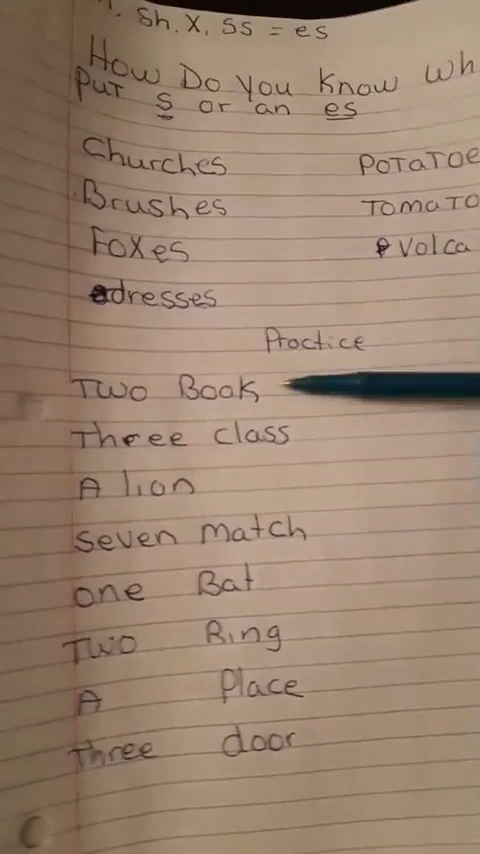 Sh, X, SS = es
How Do You Know Wh
Put S or an es
Churches
Brushes
Foxes
dresses
POTATOE
TOMATO
Volca
Practice
Two Book
Three class
A lion
Seven Match
one Bat
Two Ring
A Place
Three door